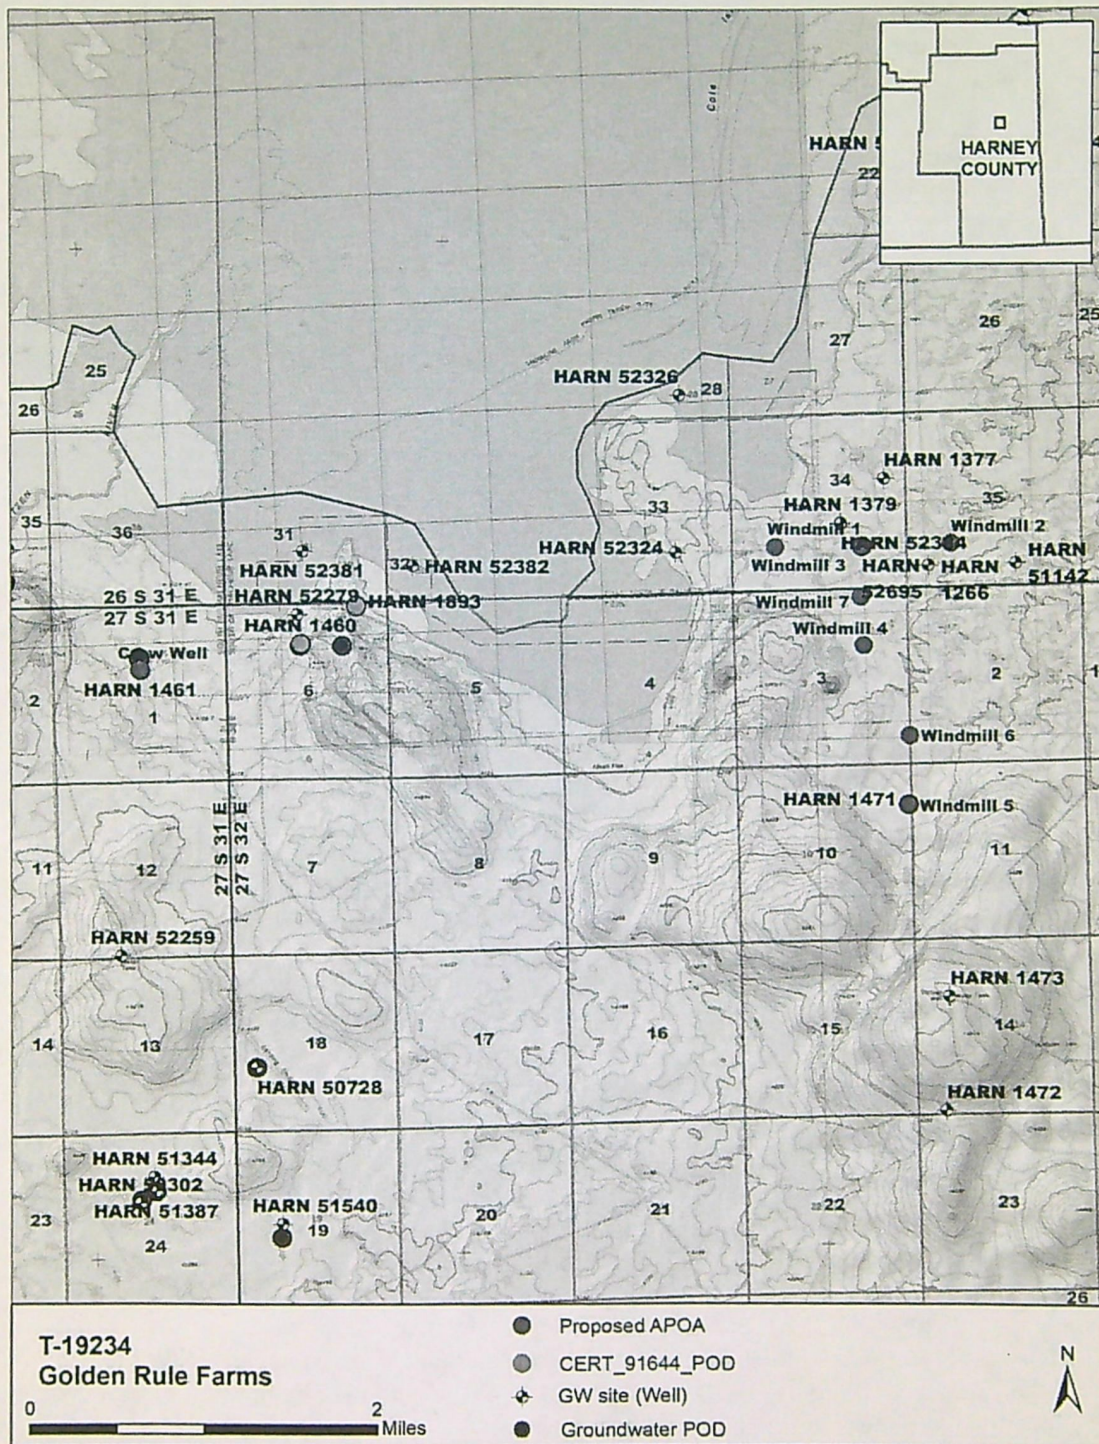 Cole
HARN
22
HARNEY
COUNTY
26
25
27
25
26
HARN 52326
28
27
HARN 1377
34
33
35
HARN 1379
35
36
31
Windmill 1
Windmill 2
HARN 52324
32
HARN 52382
HARN 52381
Windmill 3
HARN
HARN
HARN
51142
26 S 31 E
HARN 52279
HARN 1893
Windmill 7
52695
1266
27 S 31 E
HARN 1460
Windmill 4
Crow Well
HARN 1461
2
1
6
5
4
3
2
1
Windmill 6
HARN 1471
Windmill 5
27 S 31 E
27 S 32 E
11
12
7
8
9
10
11
HARN 52259
HARN 1473
14
13
18
17
16
15
14
HARN 50728
HARN 1472
HARN 51344
HARN 51387
HARN 51540
23
24
19
20
21
22
23
26
T-19234
Golden Rule Farms
0
2
Miles
Proposed APOA
CERT_91644_POD
GW site (Well)
Groundwater POD
N